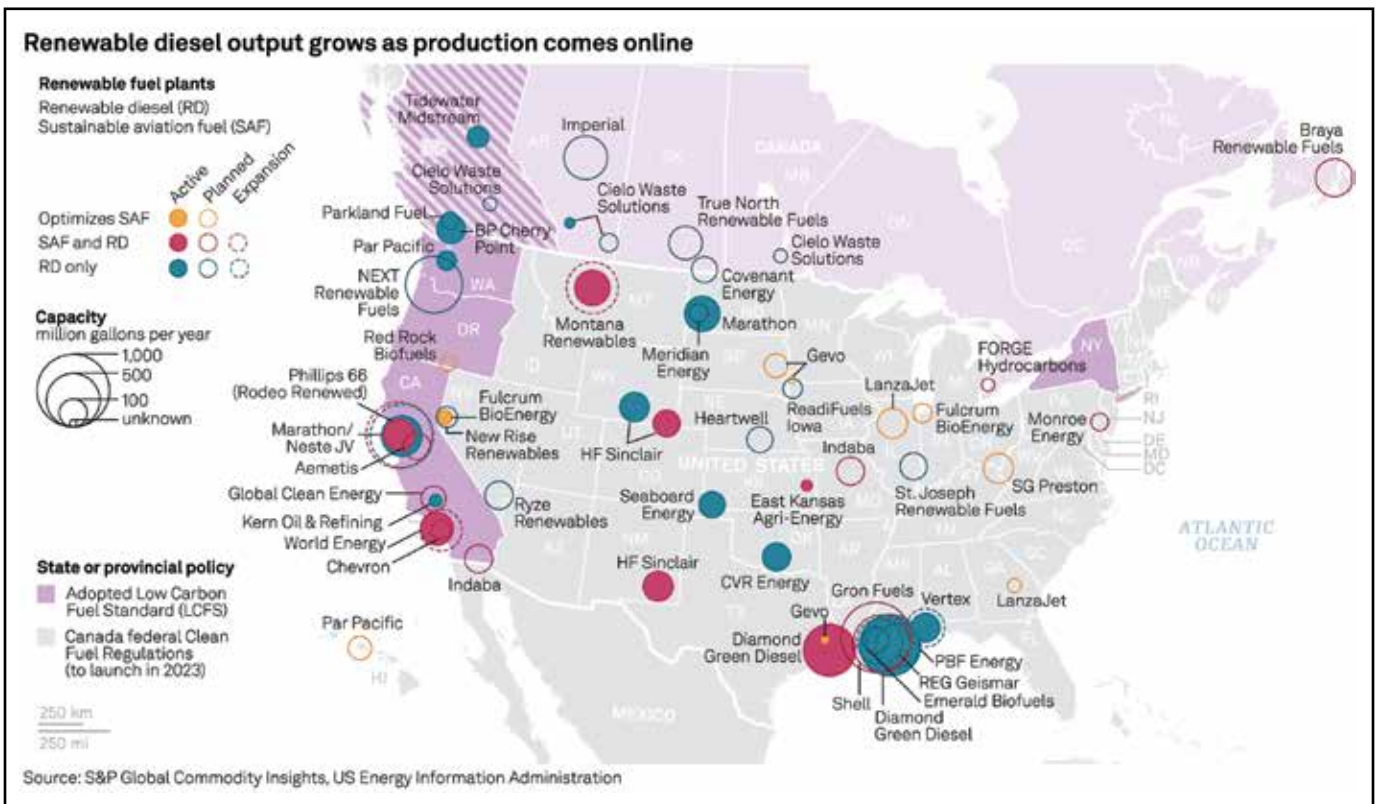 Renewable diesel output grows as production comes online
Renewable fuel plants
Renewable diesel (RD)
Sustainable aviation fuel (SAF)
Active
Planned
Expansion
Optimizes SAF
SAF and RD
RD only
Capacity
million gallons per year
1,000
500
100
unknown
State or provincial policy
Adopted Low Carbon
Fuel Standard (LCFS)
Canada federal Clean
Fuel Regulations
(to launch in 2023)
250 km
250 mi
Tidewater
Midstream
Imperial
Braya
Renewable Fuels
Cielo Waste
Solutions
Cielo Waste
Solutions
True North
Renewable Fuels
Parkland Fuel
BP Cherry
Point
Cielo Waste
Solutions
Par Pacific
NEXT
Renewable
Fuels
Covenant
Energy
Montana
Renewables
Marathon
Meridian
Energy
Red Rock
Biofuels
Gevo
FORGE
Hydrocarbons
Phillips 66
(Rodeo Renewed)
LanzaJet
Fulcrum
BioEnergy
ReadiFuels
Iowa
Fulcrum
BioEnergy
Marathon/
Neste JV
New Rise
Renewables
HF Sinclair
Heartwell
Indaba
Monroe
Energy
Aemetis
Global Clean Energy
Ryze
Renewables
Seaboard
Energy
East Kansas
Agri-Energy
St. Joseph
Renewable Fuels
SG Preston
Kern Oil & Refining
World Energy
Chevron
Indaba
HF Sinclair
CVR Energy
Gron Fuels
Vertex
LanzaJet
Par Pacific
Gevo
Diamond
Green Diesel
PBF Energy
REG Geismar
Emerald Biofuels
Shell
Diamond
Green Diesel
CANADA
UNITED STATES
MEXICO
ATLANTIC
OCEAN
WA
OR
CA
NY
MT
ID
QC
RI
NJ
DE
MD
DC
HI
Source: S&P Global Commodity Insights, US Energy Information Administration